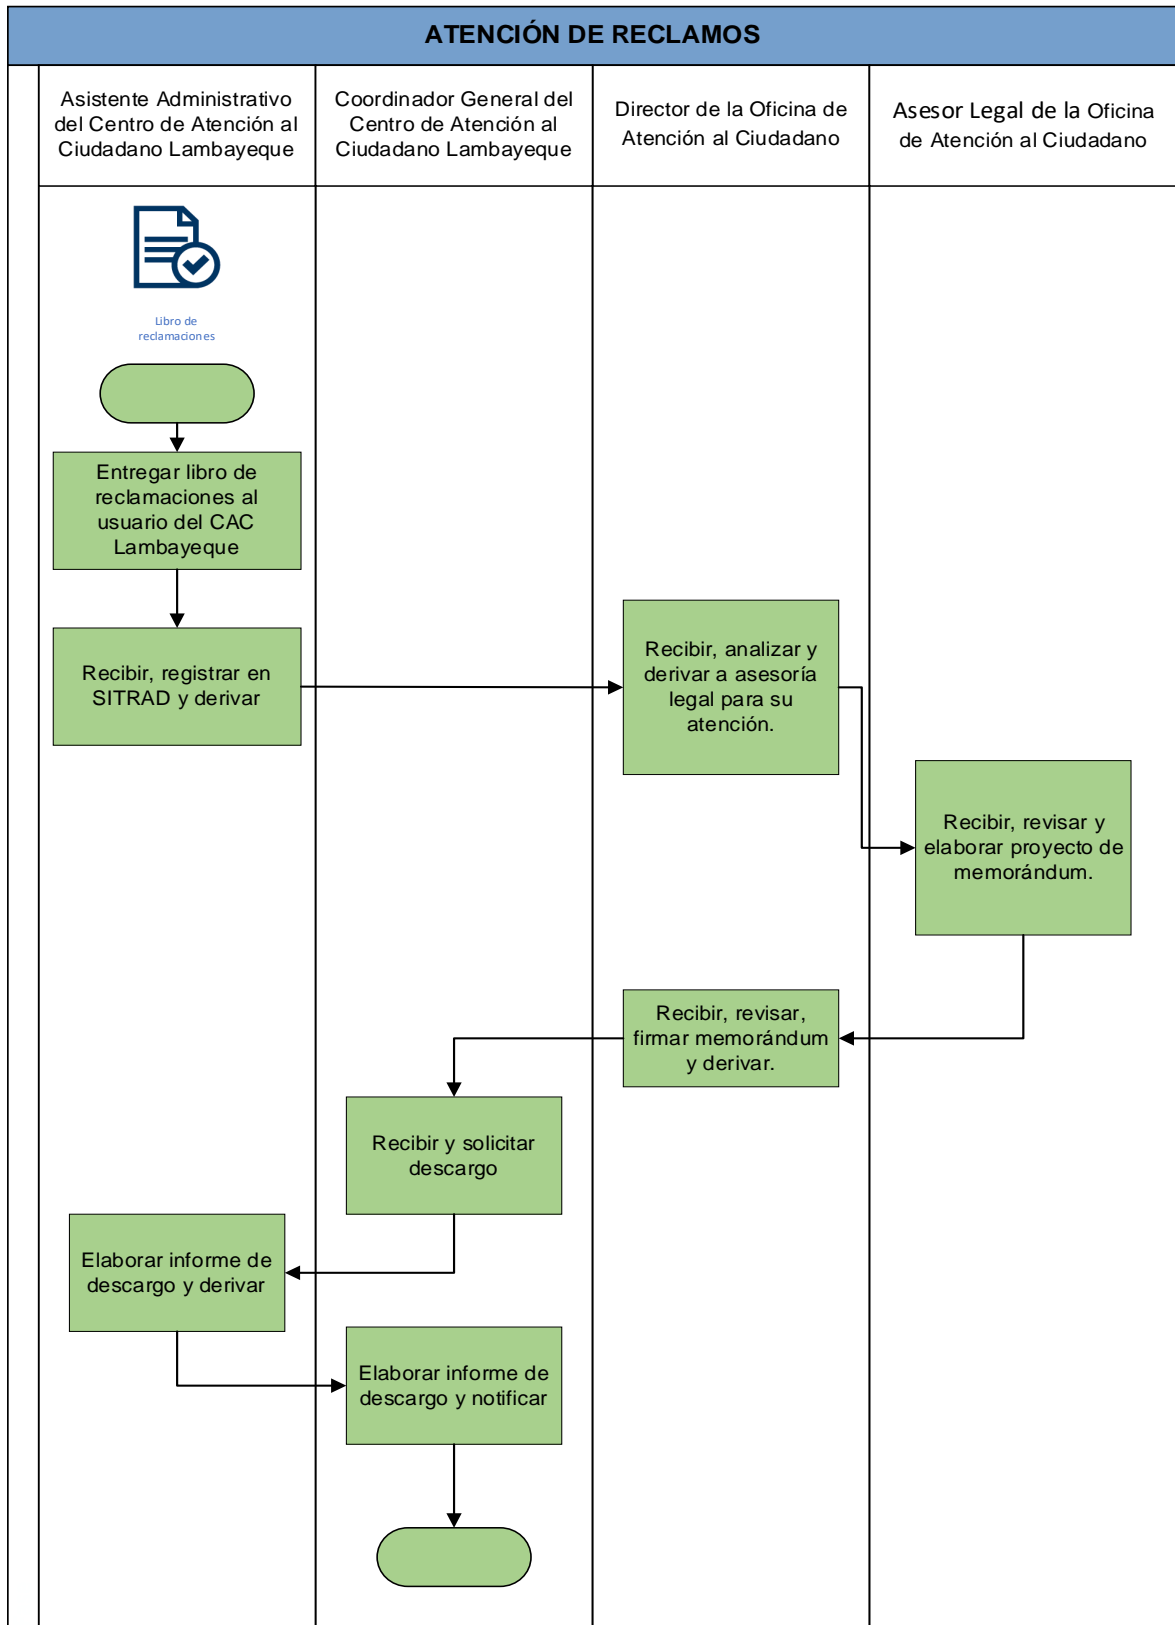 ATENCIÓN DE RECLAMOS
Asistente Administrativo
del Centro de Atención al
Ciudadano Lambayeque
Coordinador General del
Centro de Atención al
Ciudadano Lambayeque
Director de la Oficina de
Atención al Ciudadano
Asesor Legal de la Oficina
de Atención al Ciudadano
Libro de
reclamaciones
Entregar libro de
reclamaciones al
usuario del CAC
Lambayeque
Recibir, registrar en
SITRAD y derivar
Recibir, analizar y
derivar a asesoría
legal para su
atención.
Recibir, revisar y
elaborar proyecto de
memorándum.
Recibir, revisar,
firmar memorándum
y derivar.
Recibir y solicitar
descargo
Elaborar informe de
descargo y derivar
Elaborar informe de
descargo y notificar